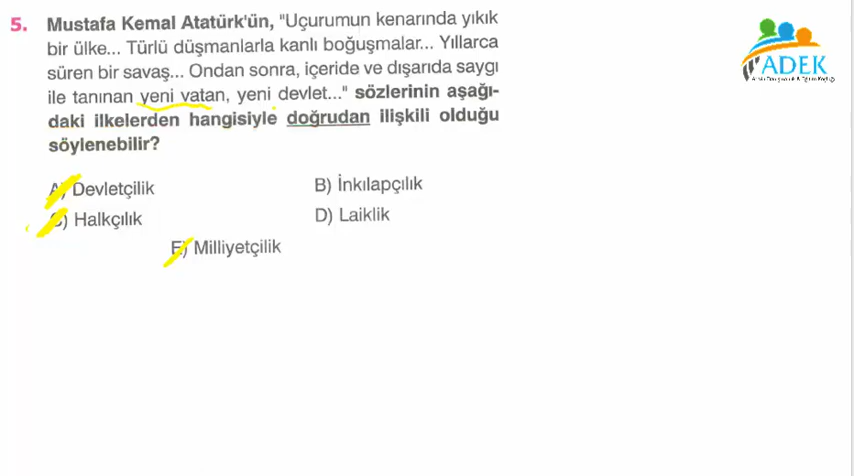 5. Mustafa Kemal Atatürk'ün, "Uçurumun kenarında yıkık
bir ülke... Türlü düşmanlarla kanlı boğuşmalar... Yıllarca
süren bir savaş... Ondan sonra, içeride ve dışarıda saygı
ile tanınan yeni vatan, yeni devlet..." sözlerinin aşağı-
daki ilkelerden hangisiyle doğrudan ilişkili olduğu
söylenebilir?
A) Devletçilik B) İnkılapçılık
C) Halkçılık D) Laiklik
E) Milliyetçilik
ADEK